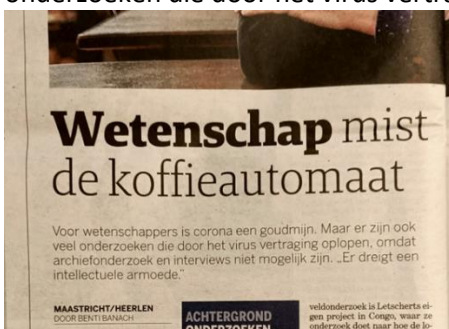 Wetenschap mist
de koffieautomaat
Voor wetenschappers is corona een goudmijn. Maar er zijn ook
veel onderzoeken die door het virus vertraging oplopen, omdat
archiefonderzoek en interviews niet mogelijk zijn. „Er dreigt een
intellectuele armoede.”
MAASTRICHT/HEERLEN
DOOR BENTI BANACH
ACHTERGROND
ONDERZOEKEN
veldonderzoek is Letscherts ei-
gen project in Congo, waar ze
onderzoek doet naar hoe de lo-